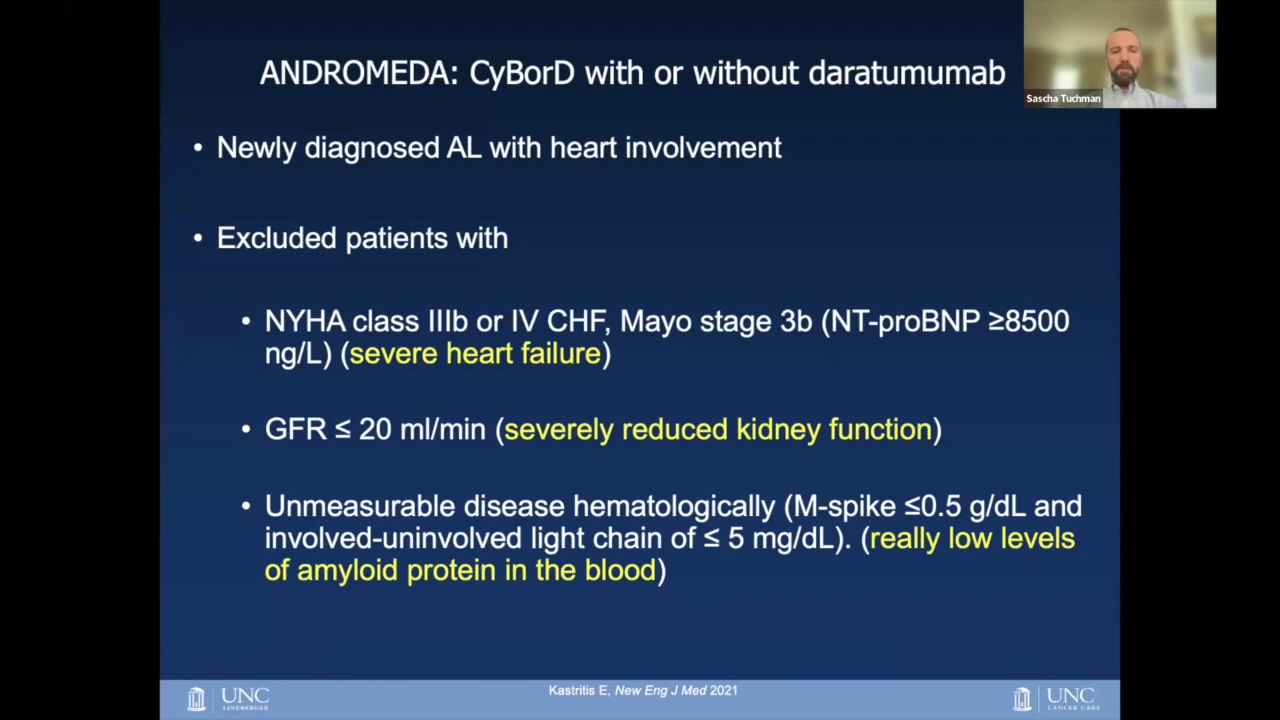 ANDROMEDA: CyBorD with or without daratumumab
Sascha Tuchman
• Newly diagnosed AL with heart involvement
• Excluded patients with
• NYHA class IIIb or IV CHF, Mayo stage 3b (NT-proBNP ≥8500
ng/L) (severe heart failure)
• GFR ≤ 20 ml/min (severely reduced kidney function)
• Unmeasurable disease hematologically (M-spike ≤0.5 g/dL and
involved-uninvolved light chain of ≤ 5 mg/dL). (really low levels
of amyloid protein in the blood)
UNC
LINEBERGER
Kastritis E, New Eng J Med 2021
UNC
CANCER CARE